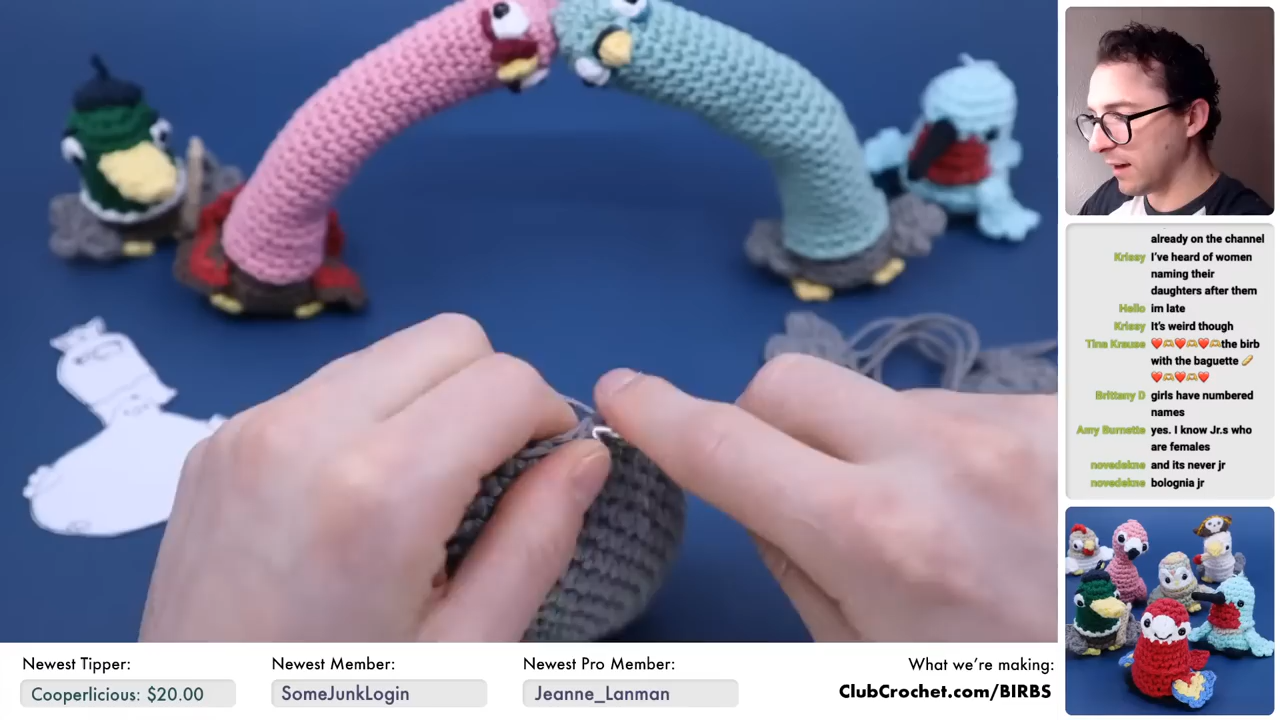 already on the channel
Krissy I've heard of women
naming their
daughters after them
Hello im late
Krissy It's weird though
Tina Krause ❤️🫶❤️🫶❤️🫶the birb
with the baguette 🥖
❤️🫶❤️🫶❤️
Brittany D girls have numbered
names
Amy Burnette yes. I know Jr.s who
are females
novedekne and its never jr
novedekne bolognia jr
Newest Tipper: Newest Member: Newest Pro Member: What we're making:
Cooperlicious: $20.00 SomeJunkLogin Jeanne_Lanman ClubCrochet.com/BIRBS